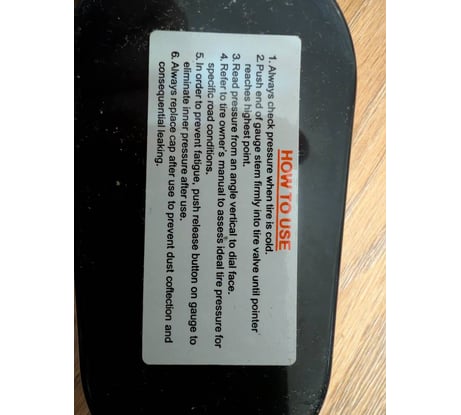 HOW TO USE
1. Always check pressure when tire is cold.
2. Push end of gauge stem firmly into tire valve until pointer
reaches highest point.
3. Read pressure from an angle vertical to dial face.
4. Refer to tire owner's manual to assess ideal tire pressure for
specific road conditions.
5. In order to prevent fatigue, push release button on gauge to
eliminate inner pressure after use.
6. Always replace cap after use to prevent dust collection and
consequential leaking.